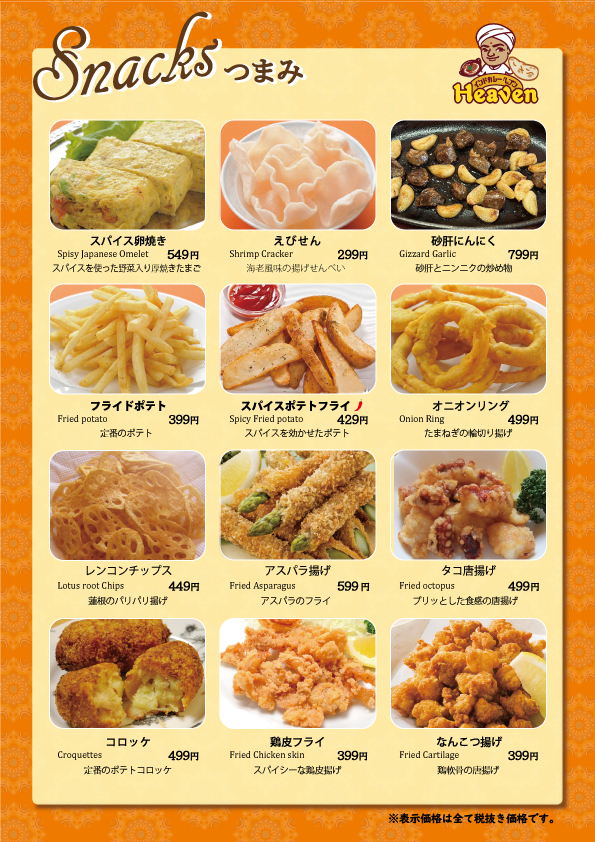 Snacks つまみ
インドカレーヘブン
Heaven
スパイス卵焼き
Spisy Japanese Omelet 549円
スパイスを使った野菜入り厚焼きたまご
えびせん
Shrimp Cracker 299円
海老風味の揚げせんべい
砂肝にんにく
Gizzard Garlic 799円
砂肝とニンニクの炒め物
フライドポテト
Fried potato 399円
定番のポテト
スパイスポテトフライ
Spicy Fried potato 429円
スパイスを効かせたポテト
オニオンリング
Onion Ring 499円
たまねぎの輪切り揚げ
レンコンチップス
Lotus root Chips 449円
蓮根のパリパリ揚げ
アスパラ揚げ
Fried Asparagus 599円
アスパラのフライ
タコ唐揚げ
Fried octopus 499円
プリッとした食感の唐揚げ
コロッケ
Croquettes 499円
定番のポテトコロッケ
鶏皮フライ
Fried Chicken skin 399円
スパイシーな鶏皮揚げ
なんこつ揚げ
Fried Cartilage 399円
鶏軟骨の唐揚げ
※表示価格は全て税抜き価格です。